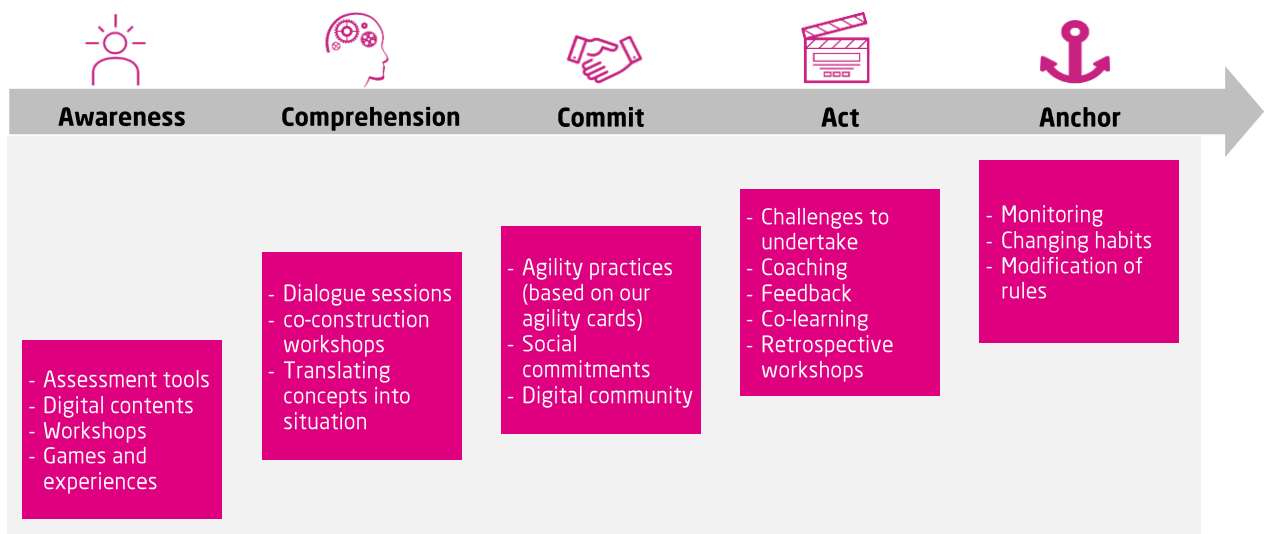 Awareness
Comprehension
Commit
Act
Anchor
- Assessment tools
- Digital contents
- Workshops
- Games and
experiences
- Dialogue sessions
- co-construction
workshops
- Translating
concepts into
situation
- Agility practices
(based on our
agility cards)
- Social
commitments
- Digital community
- Challenges to
undertake
- Coaching
- Feedback
- Co-learning
- Retrospective
workshops
- Monitoring
- Changing habits
- Modification of
rules